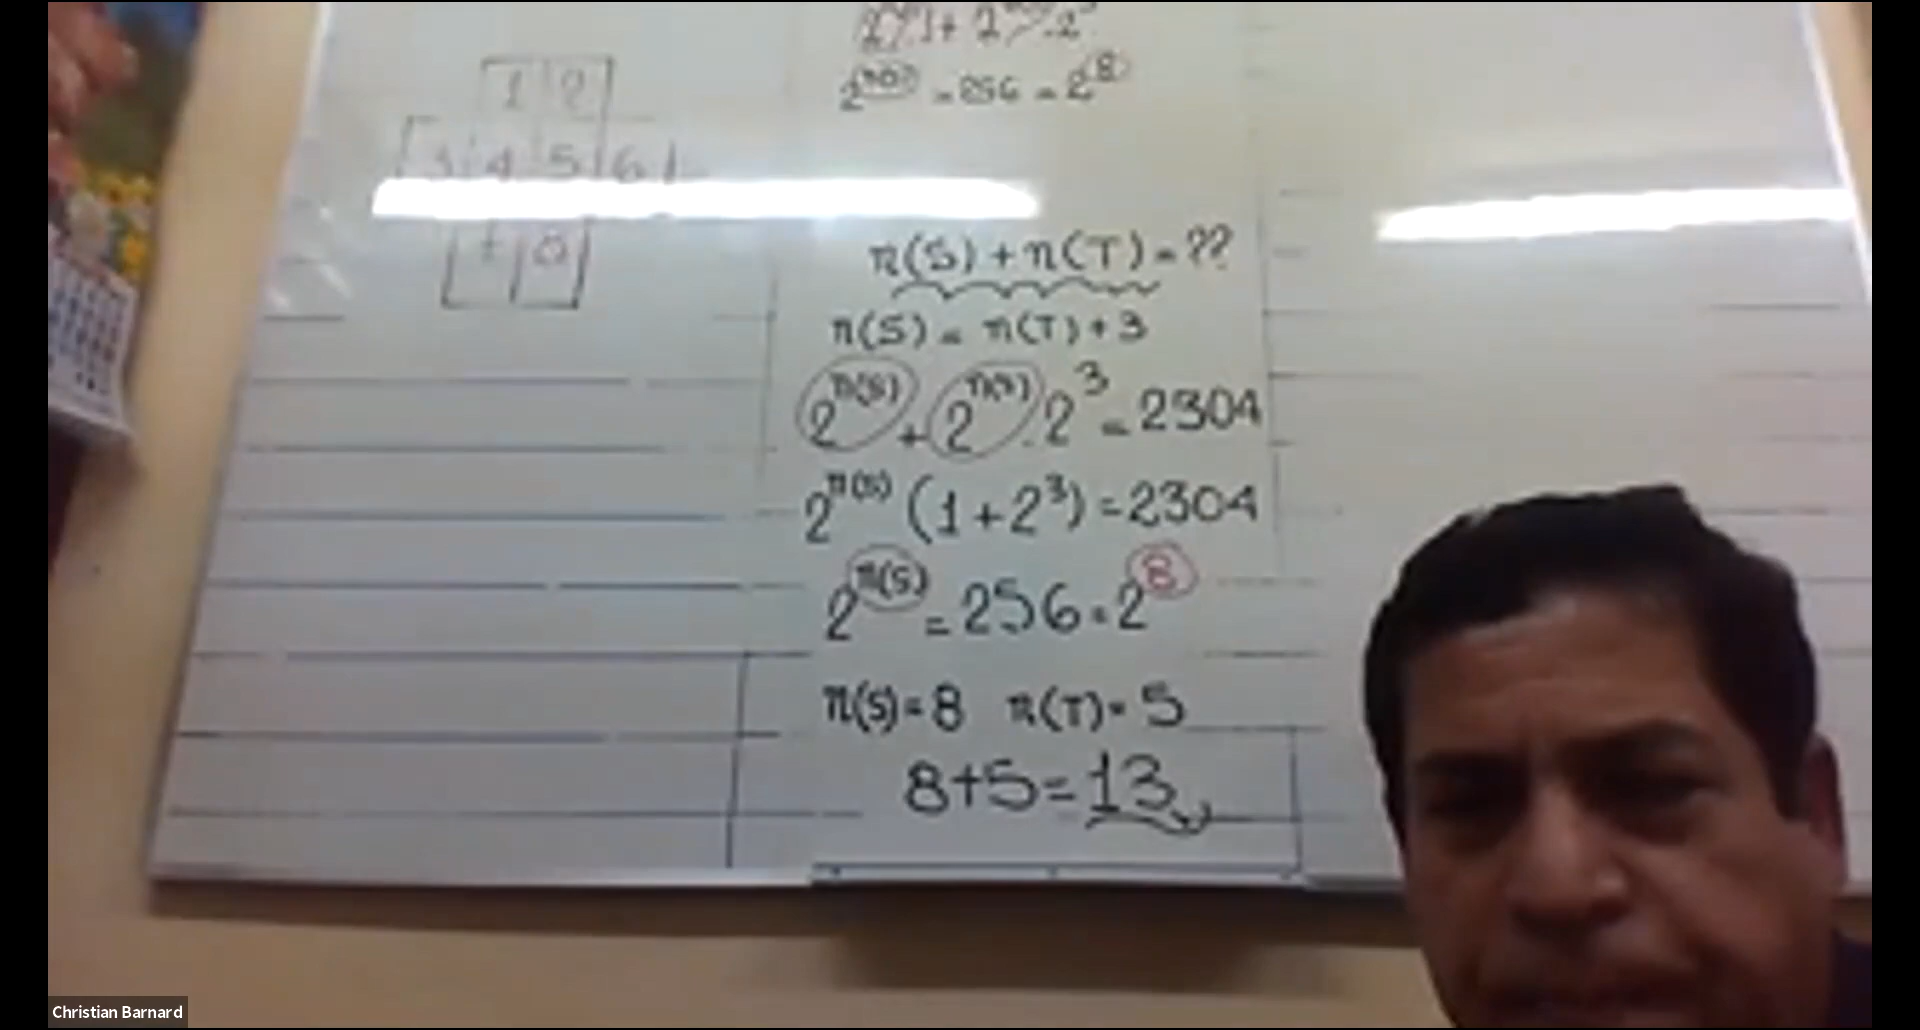 1 2
3 4 5 6
2^n(s) = 256 = 2^8
n(S) + n(T) = ??
n(S) = n(T) + 3
2^n(s) + 2^n(s) . 2^3 = 2304
2^n(s) (1 + 2^3) = 2304
2^n(s) = 256 = 2^8
n(S) = 8 n(T) = 5
8 + 5 = 13
Christian Barnard